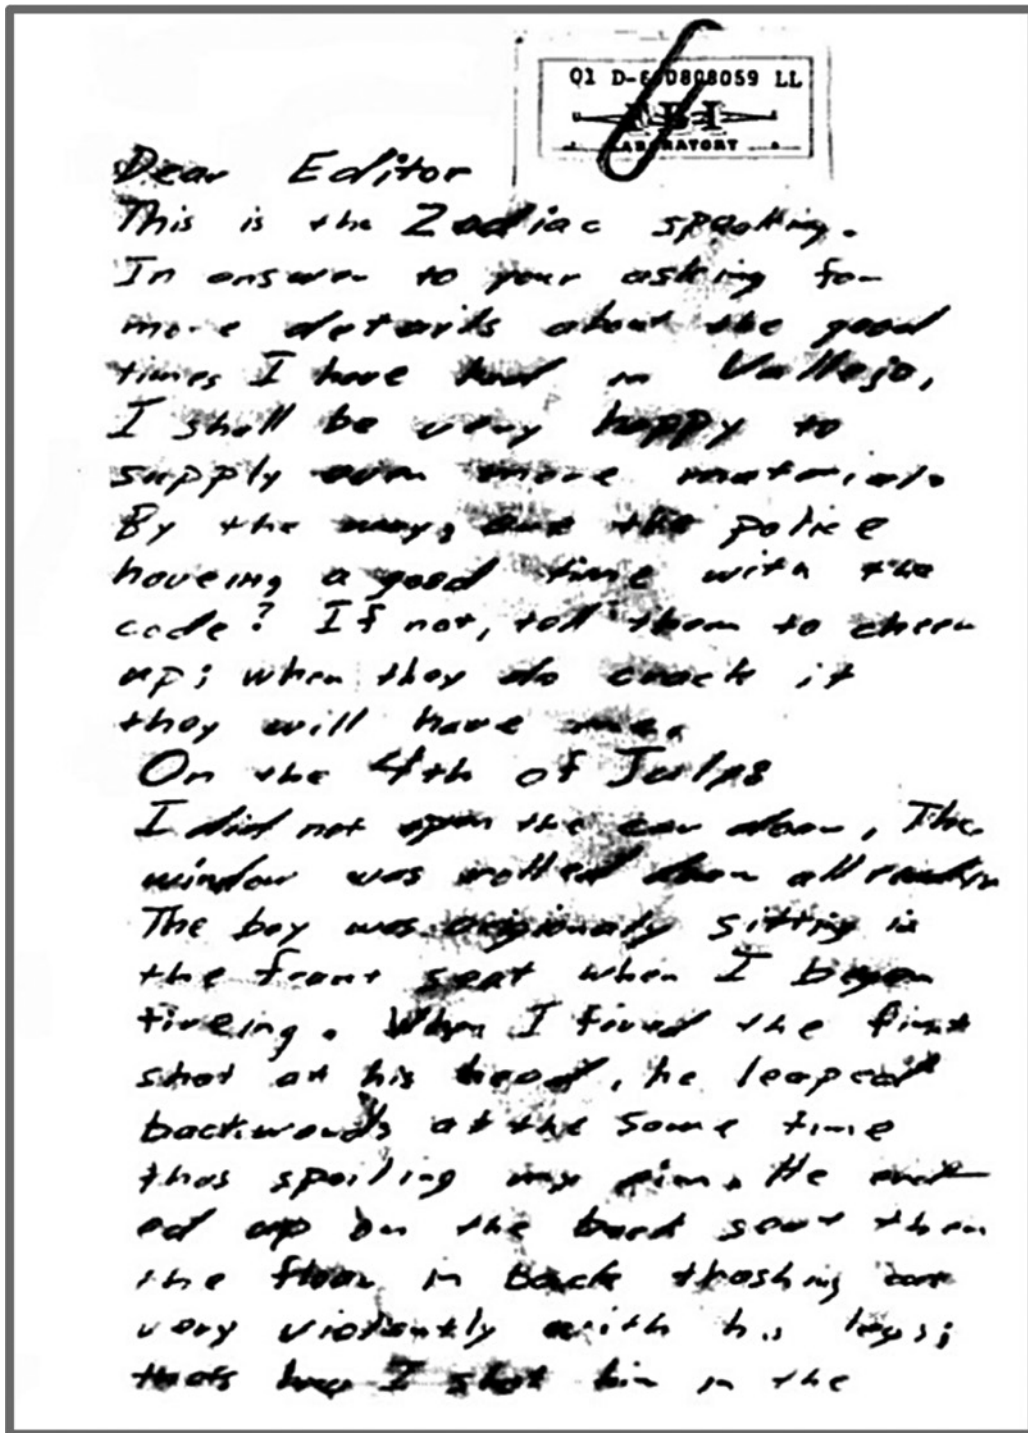 Q1 D-6 0808059 LL
FBI
LABORATORY
Dear Editor
This is the Zodiac speaking.
In answer to your asking for
more details about the good
times I have had in Vallejo,
I shall be very happy to
supply even more material.
By the way, are the police
haveing a good time with the
code? If not, tell them to cheer
up; when they do crack it
they will have me.
On the 4th of July:
I did not open the car door, The
window was rolled down all ready
The boy was origionaly sitting in
the front seat when I began
fireing. When I fired the first
shot at his head, he leaped
backwards at the same time
thus spoiling my aim. He end-
ed up on the back seat then
the floor in back thashing out
very violently with his legs;
thats how I shot him in the